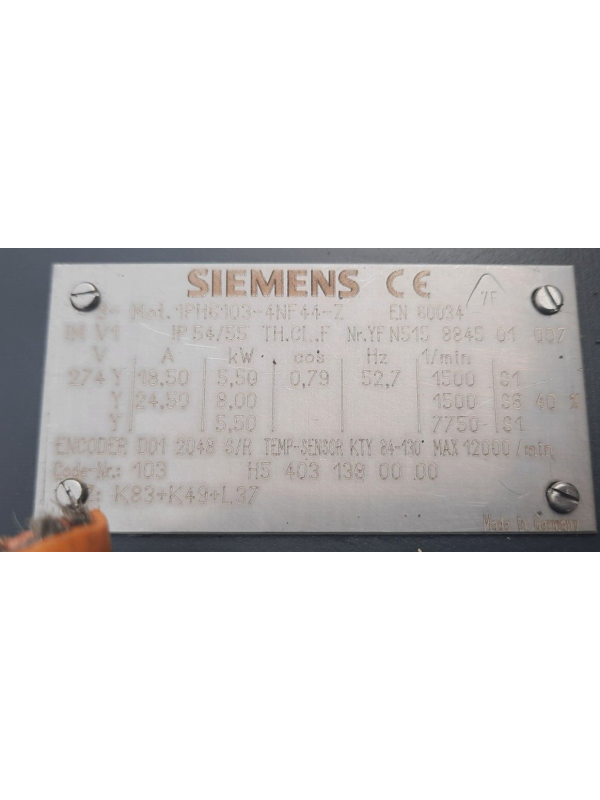 SIEMENS CE
3~ Mot. 1PH6103-4NF44-Z EN 60034 VF
IM V1 IP 54/55 TH.CL.F Nr.YF N515 8845 01 007
V A kW cos Hz 1/min
274 Y 18,50 5,50 0,79 52,7 1500 S1
Y 24,50 8,00 1500 S6 40 %
Y 5,50 7750 S1
ENCODER D01 2048 S/R TEMP-SENSOR KTY 84-130 MAX 12000/min
Code-Nr.: 103 H5 403 138 00 00
Z: K83+K49+L37
Made in Germany